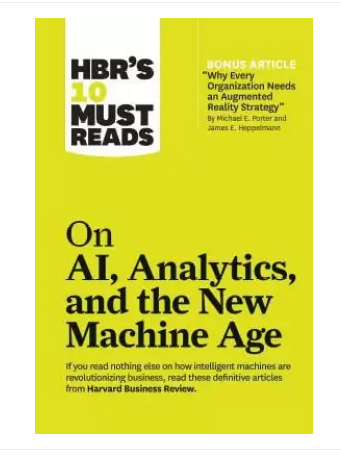 HBR'S
10
MUST
READS
BONUS ARTICLE
"Why Every
Organization Needs
an Augmented
Reality Strategy"
By Michael E. Porter and
James E. Heppelmann
On
AI, Analytics,
and the New
Machine Age
If you read nothing else on how intelligent machines are
revolutionizing business, read these definitive articles
from Harvard Business Review.